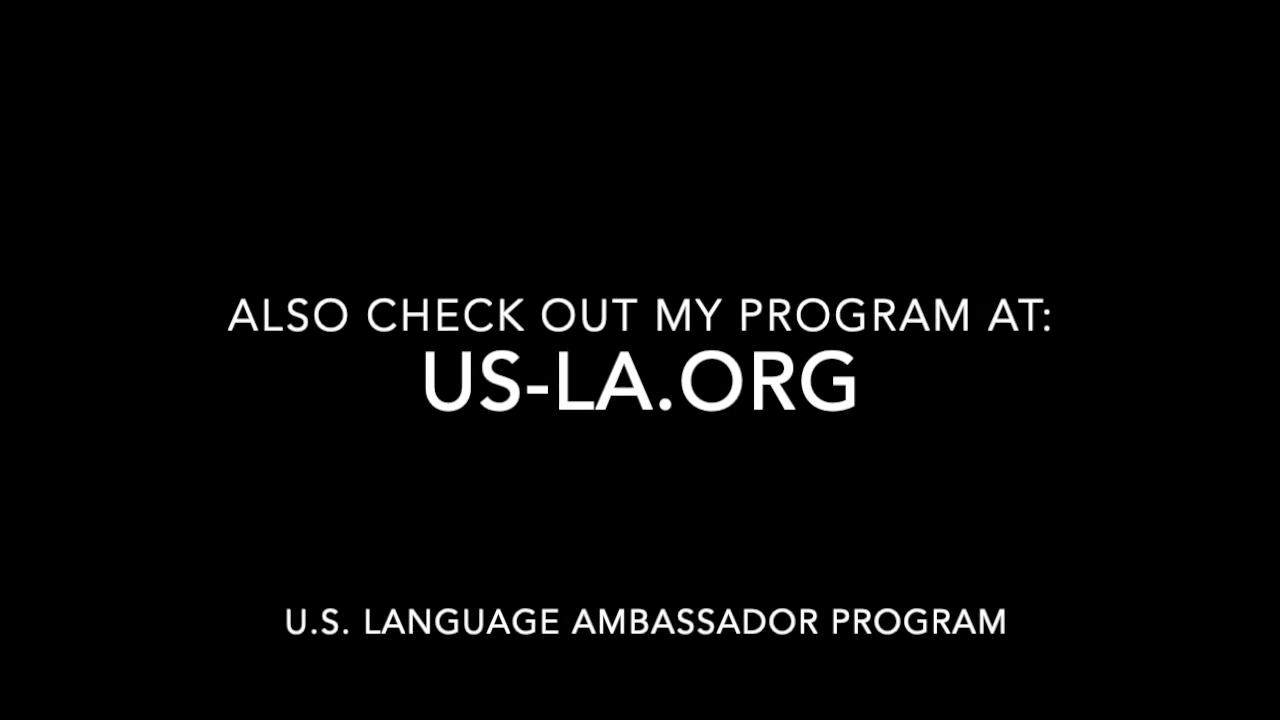 ALSO CHECK OUT MY PROGRAM AT:
US-LA.ORG
U.S. LANGUAGE AMBASSADOR PROGRAM